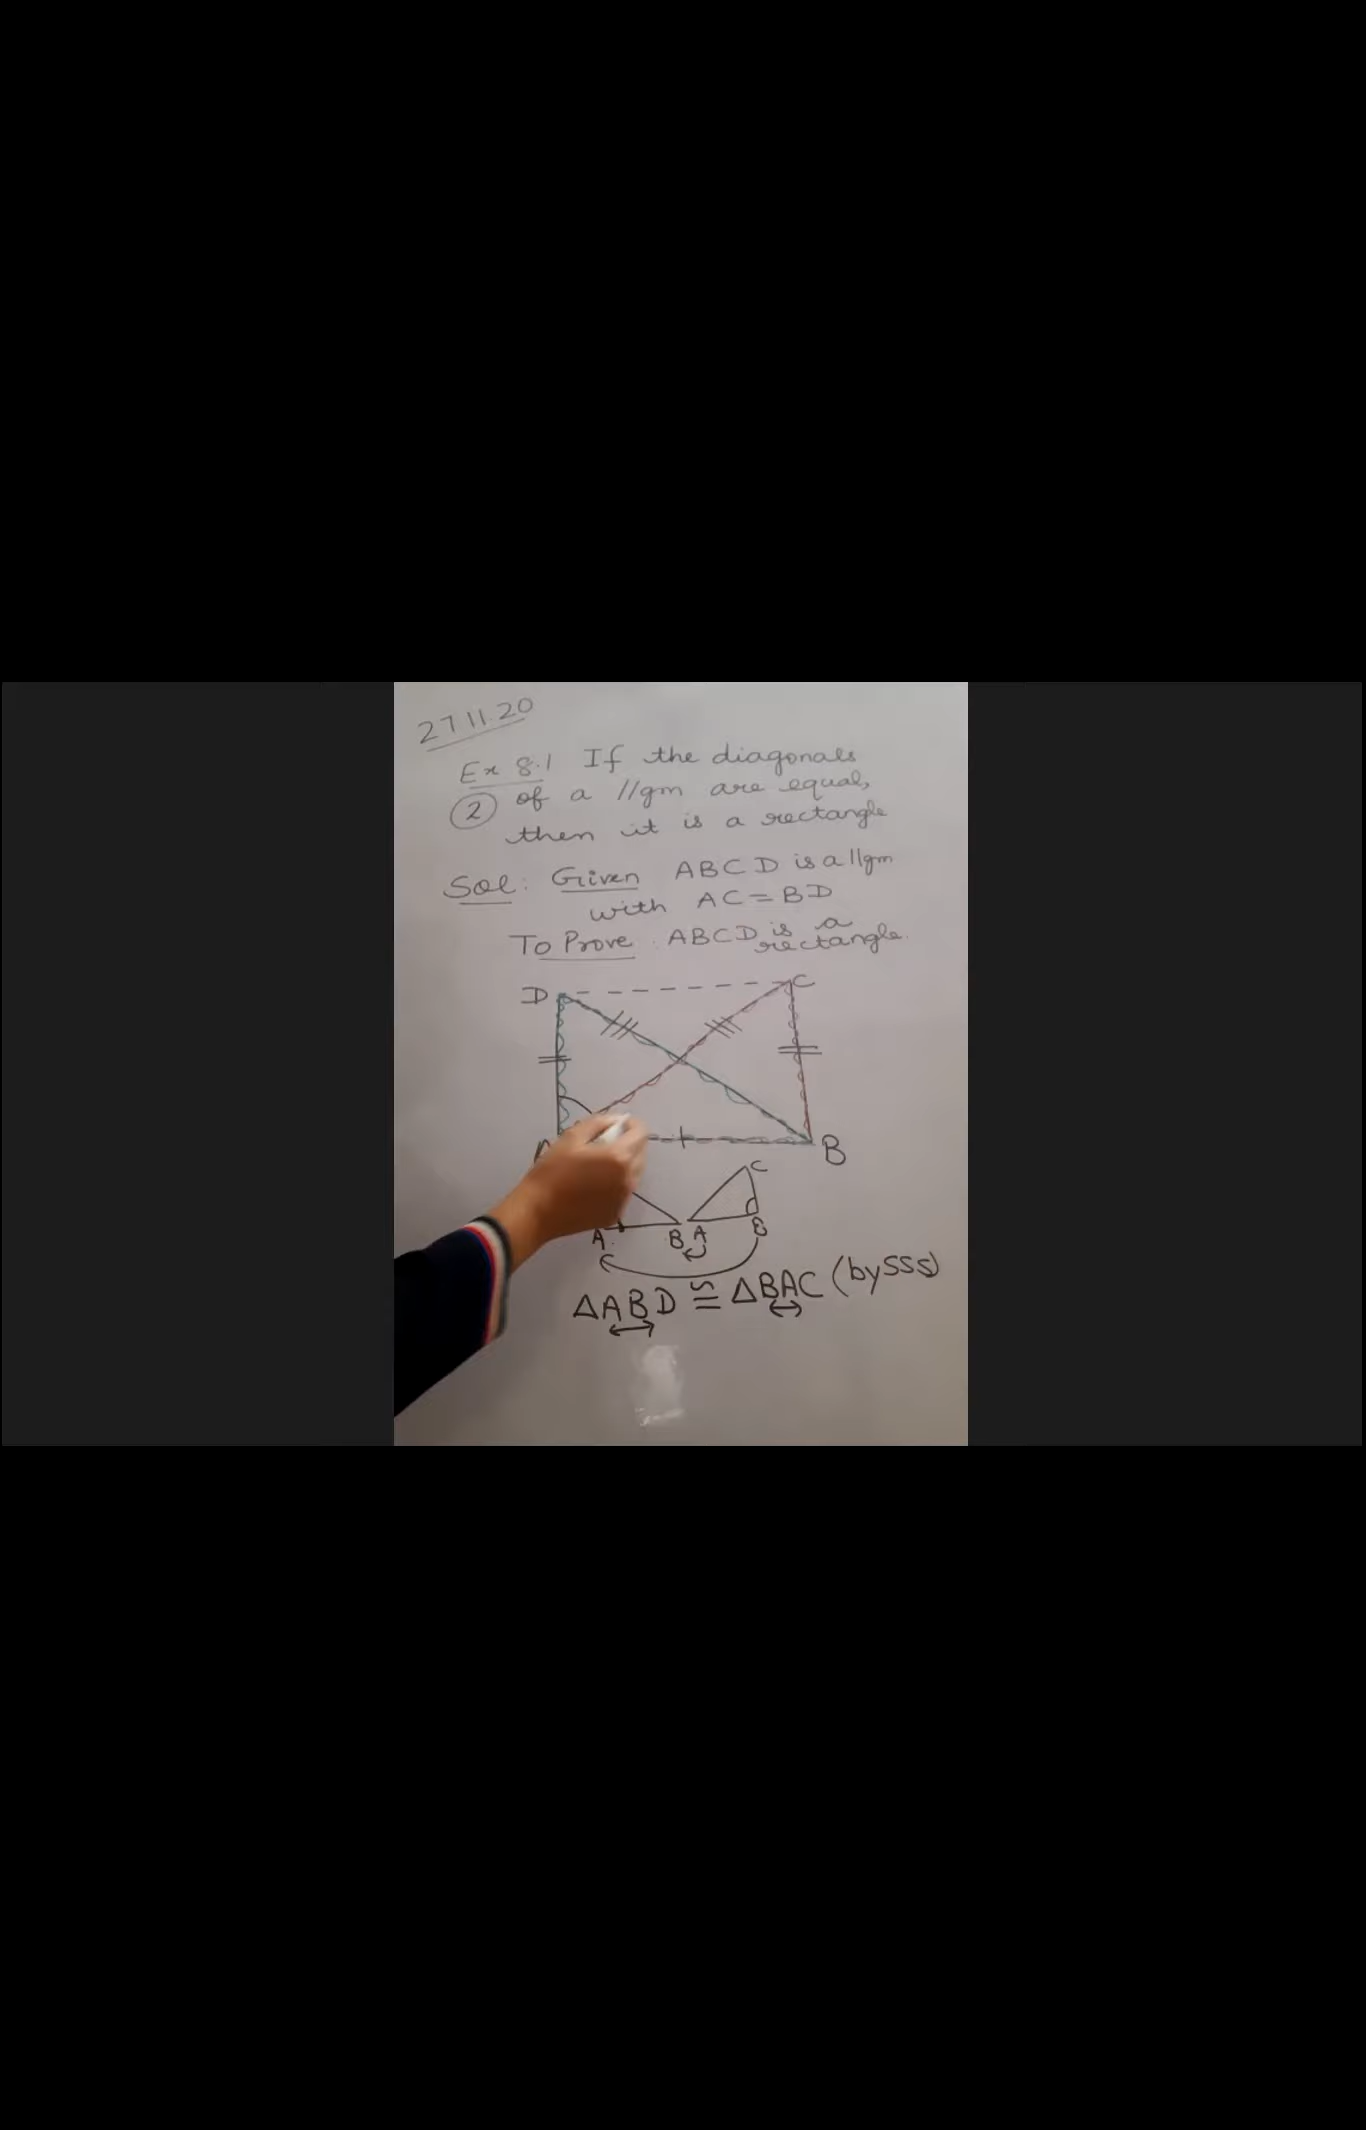 27.11.20
Ex 8.1 If the diagonals
② of a //gm are equal,
then it is a rectangle
Sol: Given ABCD is a //gm
with AC = BD
To Prove : ABCD is a
rectangle.
D C
A B
C
A B A B
ΔABD ≅ ΔBAC (by SSS)